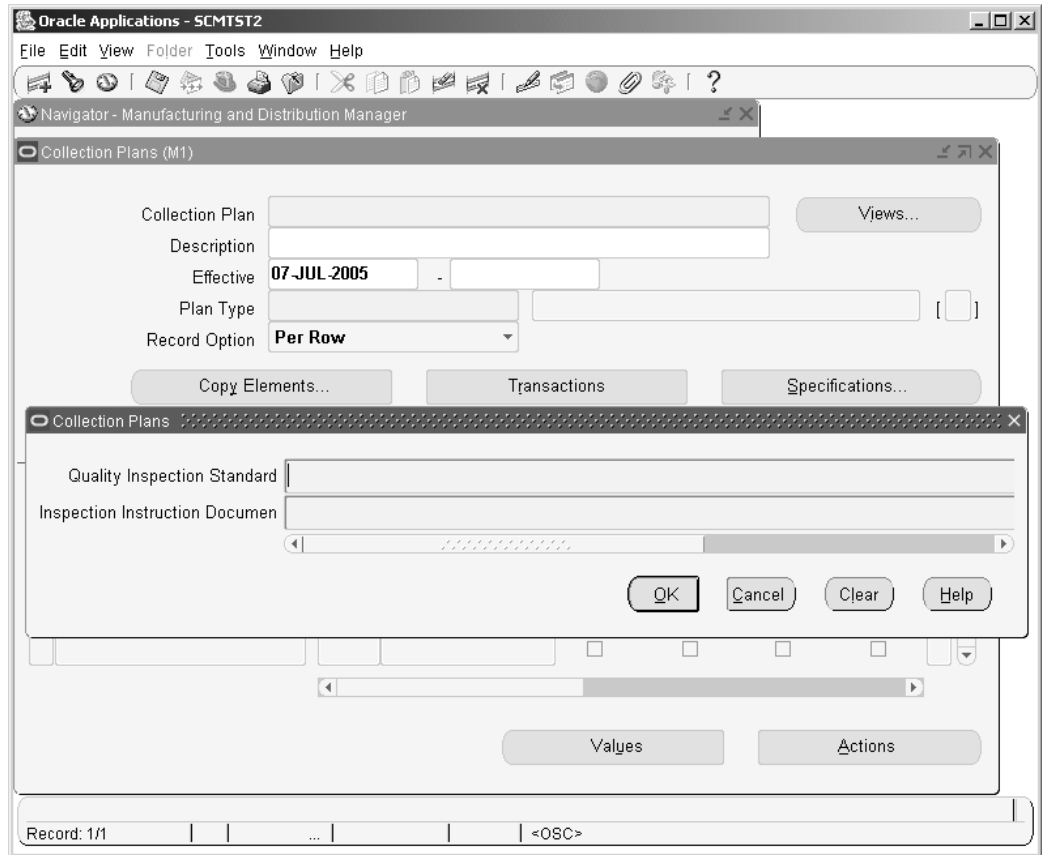 Oracle Applications - SCMTST2
File Edit View Folder Tools Window Help
?
Navigator - Manufacturing and Distribution Manager
Collection Plans (M1)
Collection Plan Views...
Description
Effective 07-JUL-2005 -
Plan Type [ ]
Record Option Per Row
Copy Elements... Transactions Specifications...
Collection Plans
Quality Inspection Standard
Inspection Instruction Documen
OK Cancel Clear Help
Values Actions
Record: 1/1 ... <OSC>